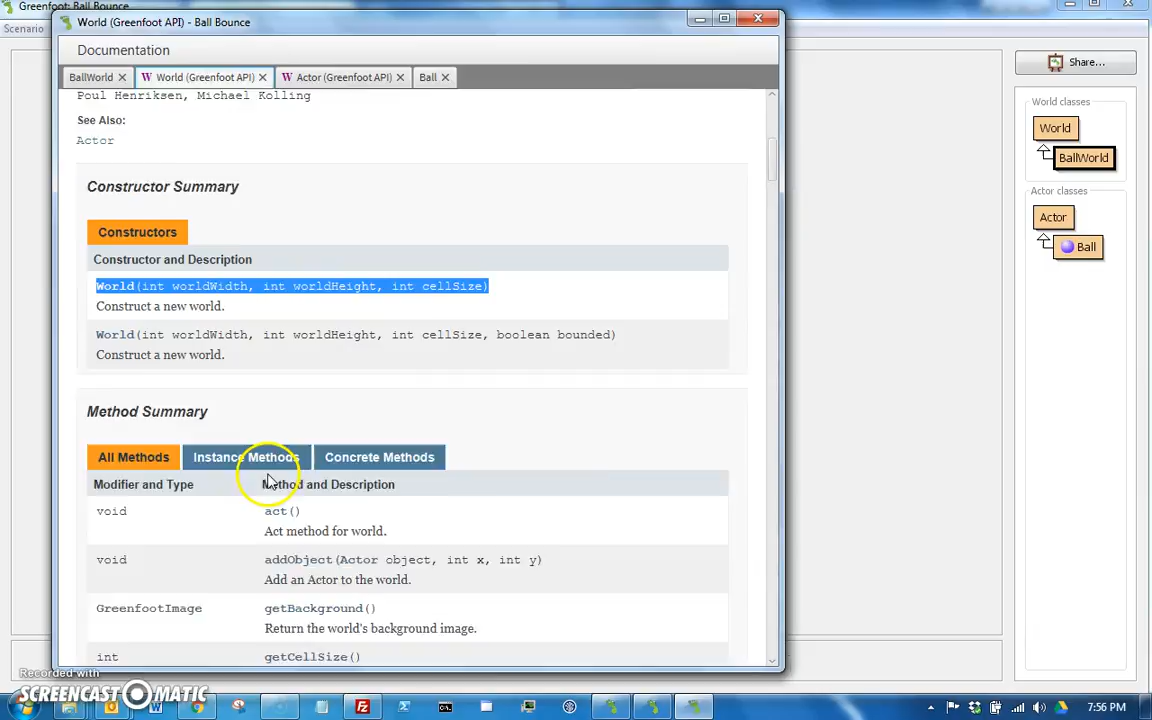 Greenfoot: Ball Bounce
World (Greenfoot API) - Ball Bounce
Scenario
Documentation
BallWorld
W World (Greenfoot API)
W Actor (Greenfoot API)
Ball
Share...
Poul Henriksen, Michael Kolling
See Also:
Actor
World classes
World
BallWorld
Actor classes
Actor
Ball
Constructor Summary
Constructors
Constructor and Description
World(int worldWidth, int worldHeight, int cellSize)
Construct a new world.
World(int worldWidth, int worldHeight, int cellSize, boolean bounded)
Construct a new world.
Method Summary
All Methods Instance Methods Concrete Methods
Modifier and Type Method and Description
void act()
Act method for world.
void addObject(Actor object, int x, int y)
Add an Actor to the world.
GreenfootImage getBackground()
Return the world's background image.
int getCellSize()
Recorded with
SCREENCAST MATIC
7:56 PM